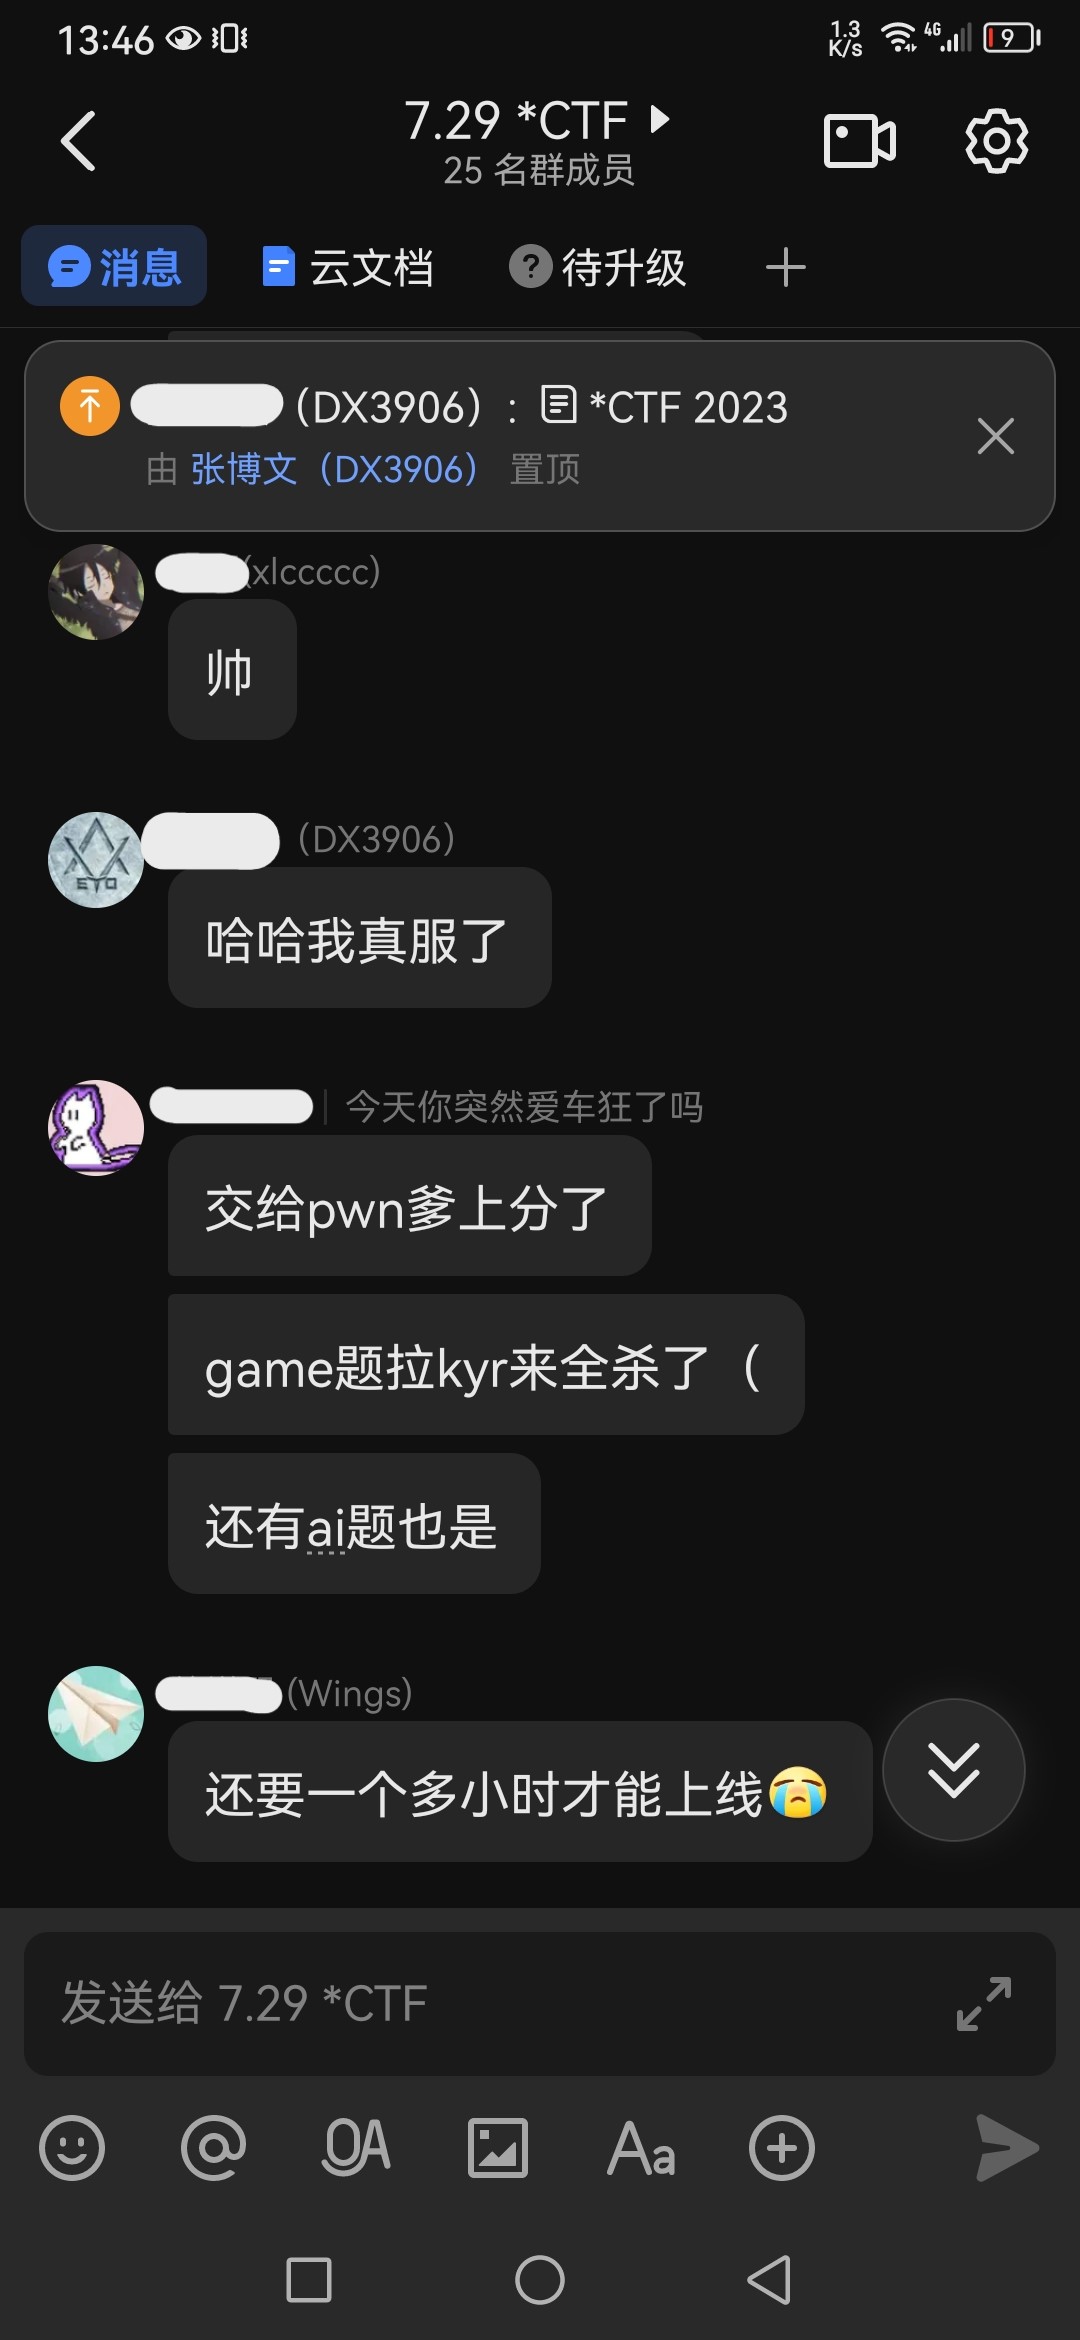 13:46
1.3 K/s
4G
9
7.29 *CTF
25 名群成员
消息
云文档
待升级
(DX3906) : *CTF 2023
由 张博文 (DX3906) 置顶
(xlccccc)
帅
(DX3906)
哈哈我真服了
EYO
| 今天你突然爱车狂了吗
交给pwn爹上分了
game题拉kyr来全杀了（
还有ai题也是
(Wings)
还要一个多小时才能上线😭
发送给 7.29 *CTF
Aa